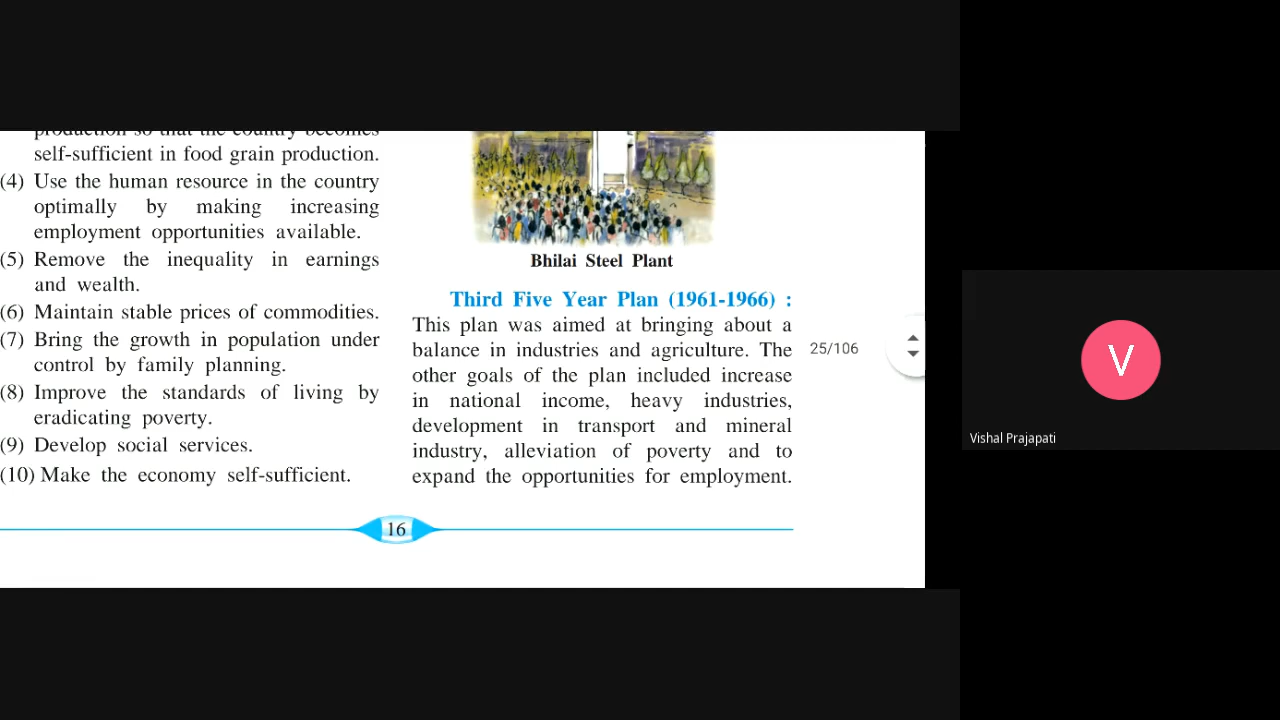 production so that the country becomes
self-sufficient in food grain production.
(4) Use the human resource in the country
optimally by making increasing
employment opportunities available.
(5) Remove the inequality in earnings
and wealth.
(6) Maintain stable prices of commodities.
(7) Bring the growth in population under
control by family planning.
(8) Improve the standards of living by
eradicating poverty.
(9) Develop social services.
(10) Make the economy self-sufficient.
Bhilai Steel Plant
Third Five Year Plan (1961-1966) :
This plan was aimed at bringing about a
balance in industries and agriculture. The
other goals of the plan included increase
in national income, heavy industries,
development in transport and mineral
industry, alleviation of poverty and to
expand the opportunities for employment.
16
25/106
V
Vishal Prajapati